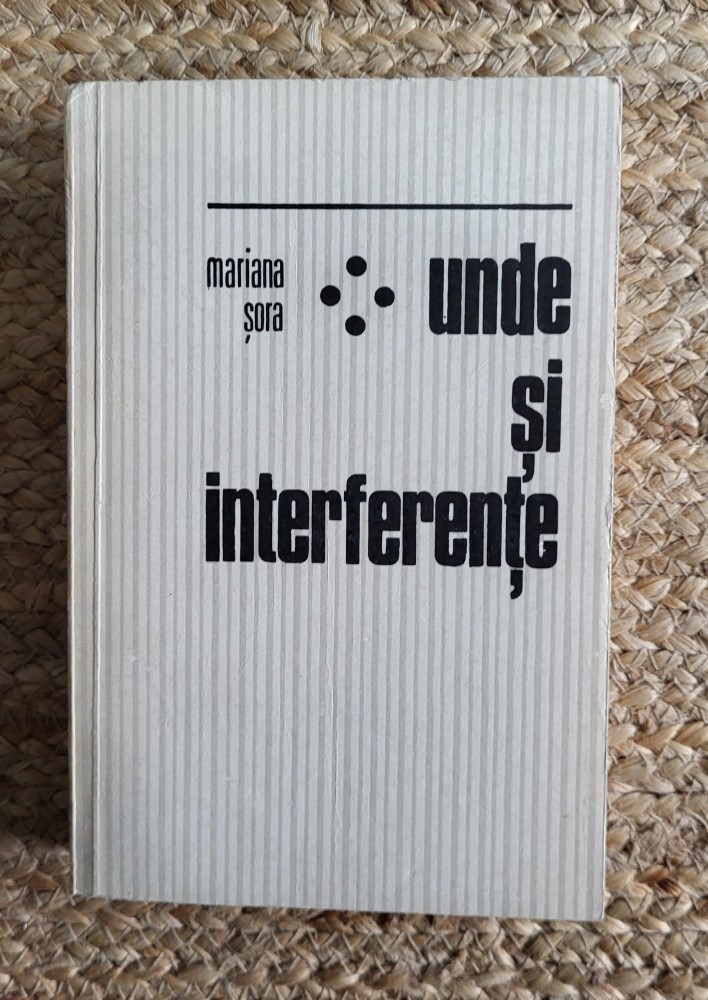 mariana
șora
unde
și
interferențe